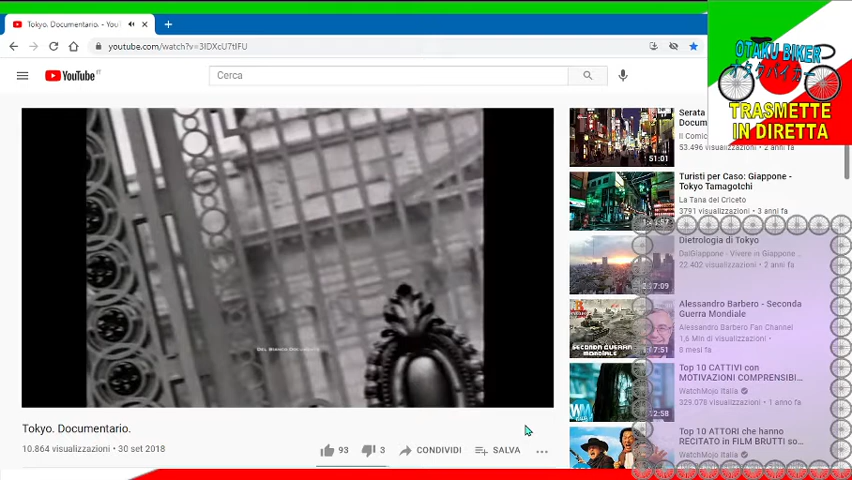 Tokyo. Documentario. - You
youtube.com/watch?v=3IDXcU7tIFU
YouTube IT
Cerca
OTAKU BIKER
オタクバイカー
TRASMETTE
IN DIRETTA
Serata
Docum
Il Comic
53.496 visualizzazioni • 2 anni fa
51:01
Turisti per Caso: Giappone -
Tokyo Tamagotchi
La Tana del Criceto
3791 visualizzazioni • 3 anni fa
Dietrologia di Tokyo
DalGiappone - Vivere in Giappone ...
22.402 visualizzazioni • 2 anni fa
Alessandro Barbero - Seconda
Guerra Mondiale
Alessandro Barbero Fan Channel
1,6 Mln di visualizzazioni •
8 mesi fa
SECONDA GUERRA
MONDIALE
Top 10 CATTIVI con
MOTIVAZIONI COMPRENSIBI...
WatchMojo Italia
329.078 visualizzazioni • 1 anno fa
12:58
Top 10 ATTORI che hanno
RECITATO in FILM BRUTTI so...
WatchMojo Italia
Tokyo. Documentario.
10.864 visualizzazioni • 30 set 2018
93
3
CONDIVIDI
SALVA